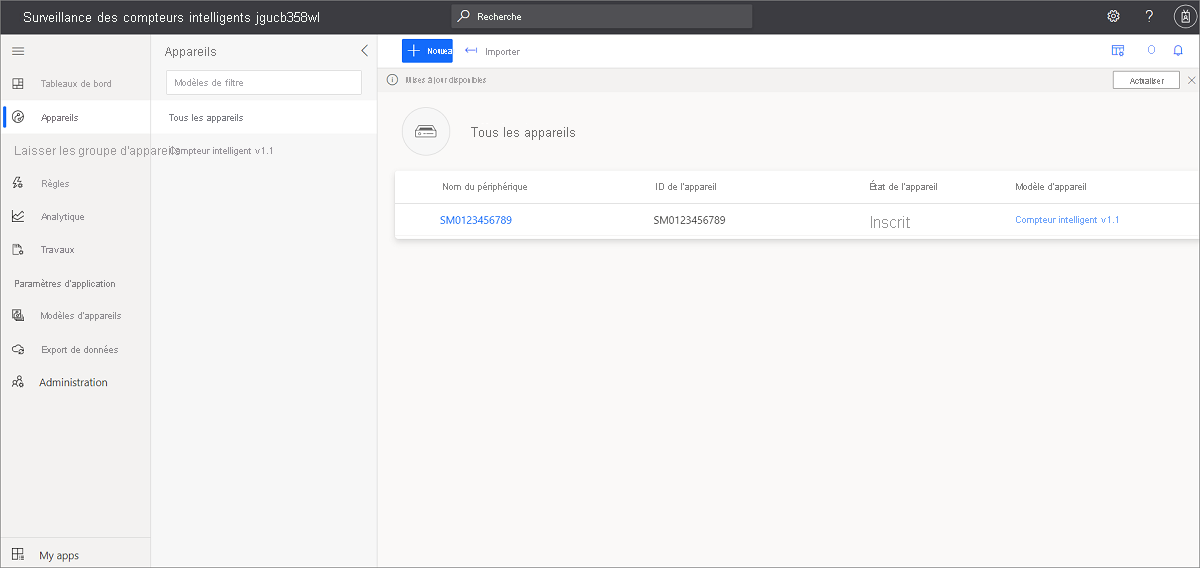 Surveillance des compteurs intelligents jgucb358wl
Recherche
?
Tableaux de bord
Appareils
Laisser les groupe d'appareils
Règles
Analytique
Travaux
Paramètres d'application
Modèles d'appareils
Export de données
Administration
My apps
Appareils
Modèles de filtre
Tous les appareils
Compteur intelligent v1.1
Nouvea
Importer
Mises à jour disponibles
Actualiser
Tous les appareils
Nom du périphérique ID de l'appareil État de l'appareil Modèle d'appareil
SM0123456789 SM0123456789 Inscrit Compteur intelligent v1.1